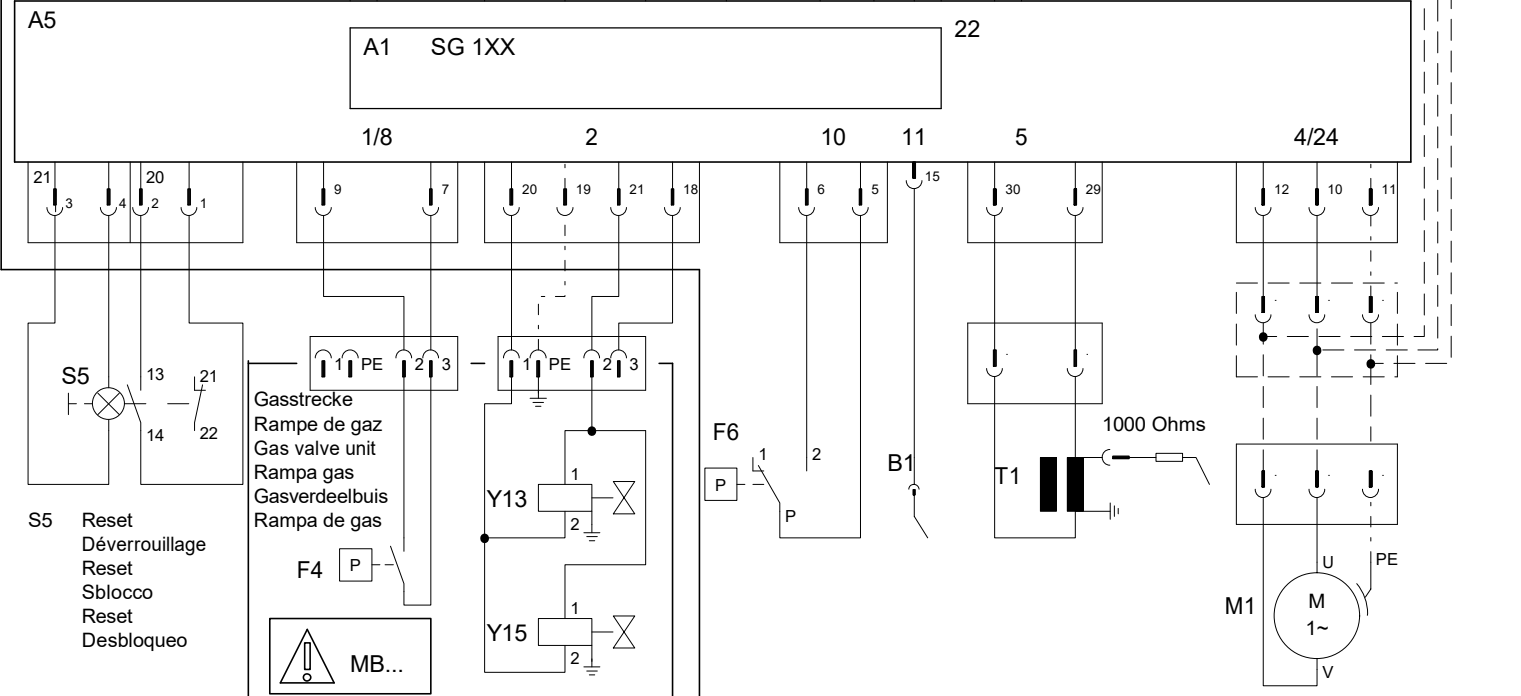 A5
22
A1 SG 1XX
1/8 2 10 11 5 4/24
21 20 15
3 4 2 1 9 7 20 19 21 18 6 5 30 29 12 10 11
1 PE 2 3 1 PE 2 3
S5 13 21
14 22
Gasstrecke
Rampe de gaz
Gas valve unit
Rampa gas
Gasverdeelbuis
Rampa de gas
1000 Ohms
F6
1 2
P
P
B1
T1
1
Y13
2
S5 Reset
Déverrouillage
Reset
Sblocco
Reset
Desbloqueo
F4 P
MB...
1
Y15
2
U PE
M1 M
1~
V